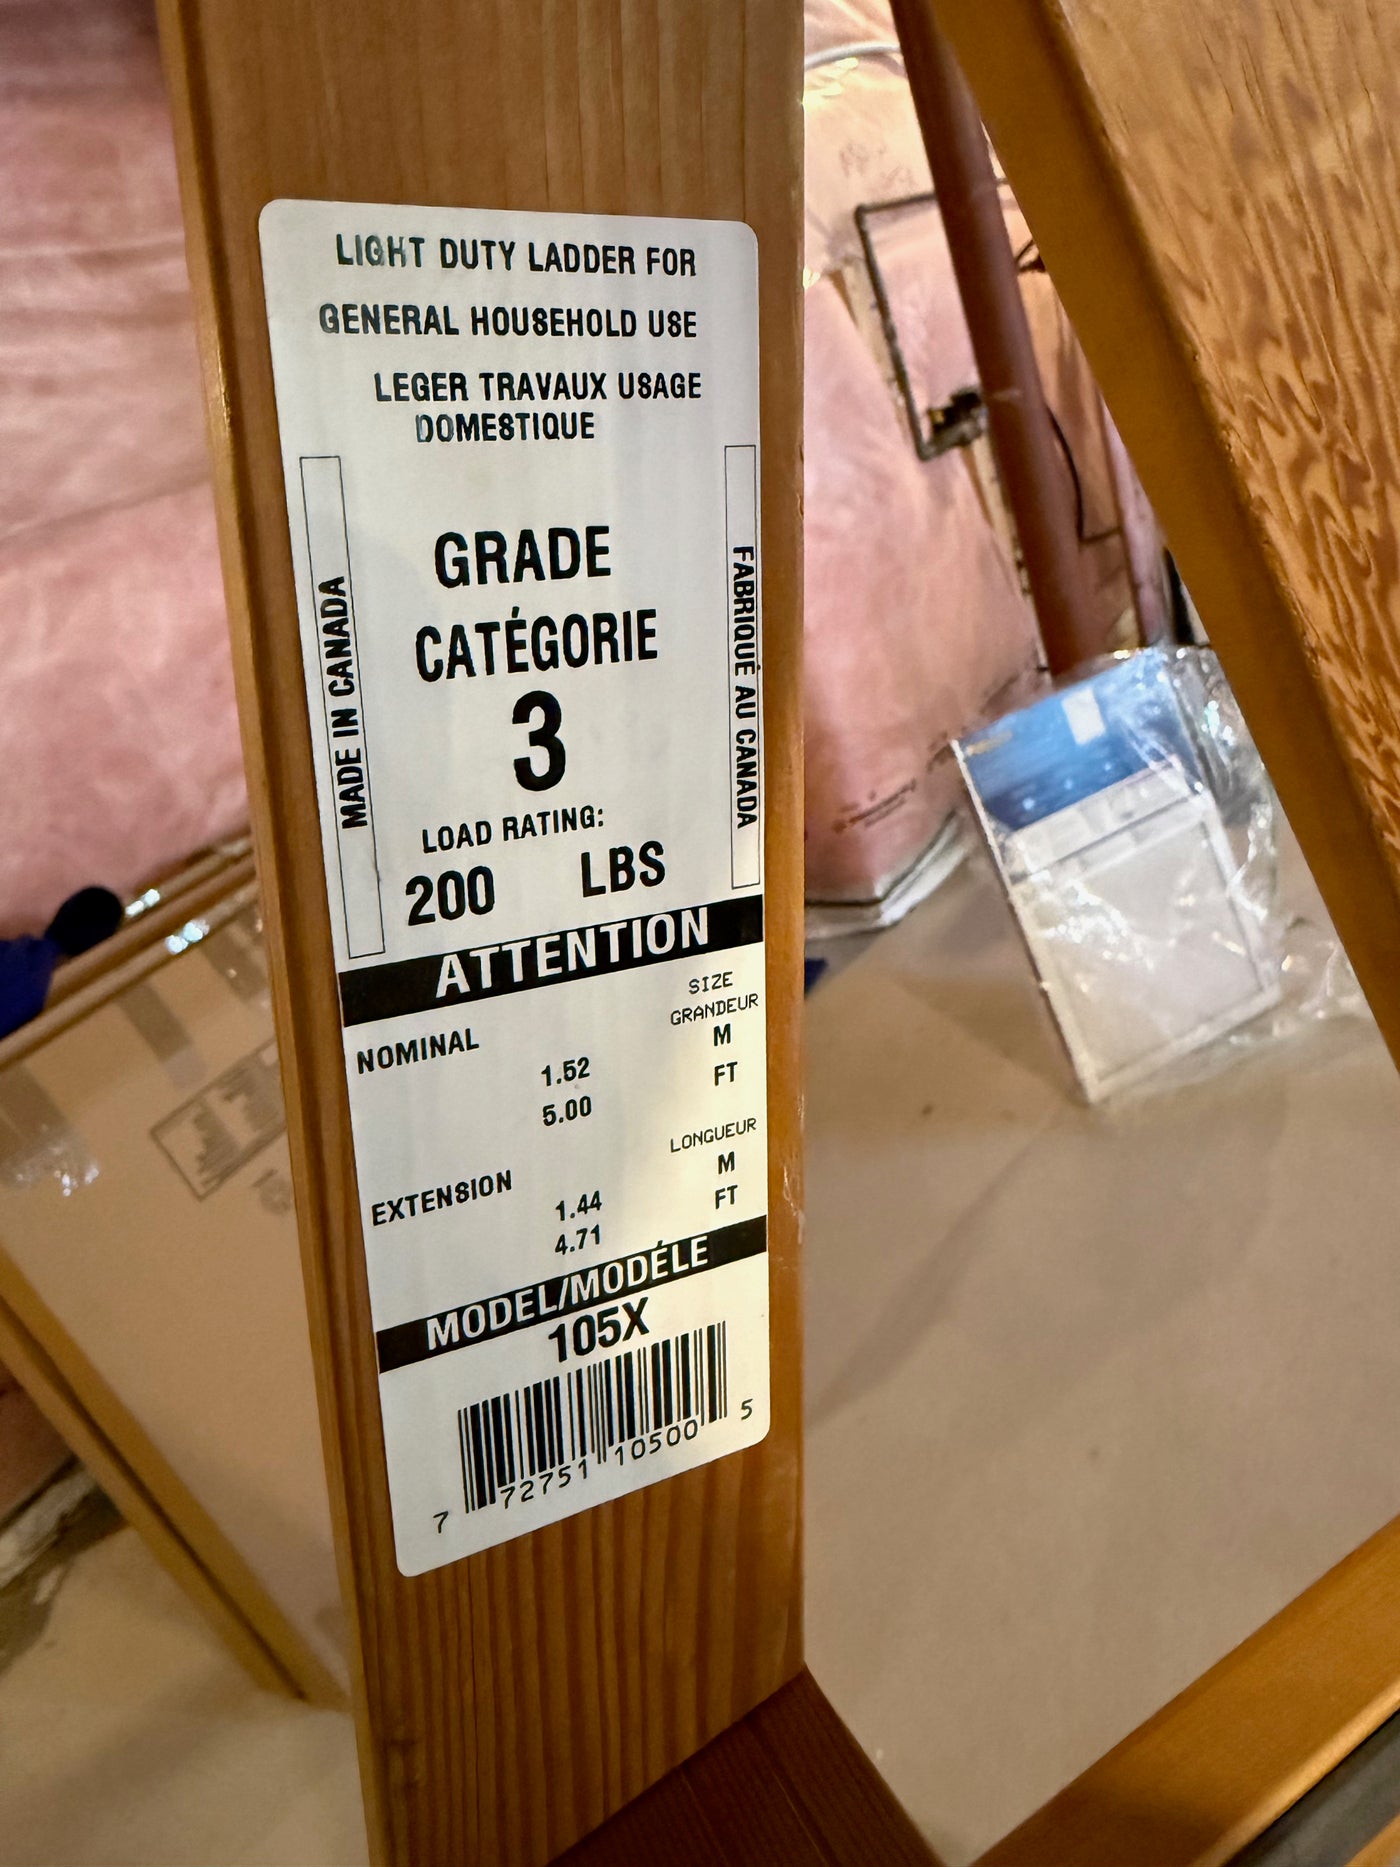 LIGHT DUTY LADDER FOR
GENERAL HOUSEHOLD USE
LEGER TRAVAUX USAGE
DOMESTIQUE
MADE IN CANADA
FABRIQUÉ AU CANADA
GRADE
CATÉGORIE
3
LOAD RATING:
200 LBS
ATTENTION
SIZE
GRANDEUR
NOMINAL
1.52 M
5.00 FT
LONGUEUR
EXTENSION
1.44 M
4.71 FT
MODEL/MODÉLE
105X
7 72751 10500 5